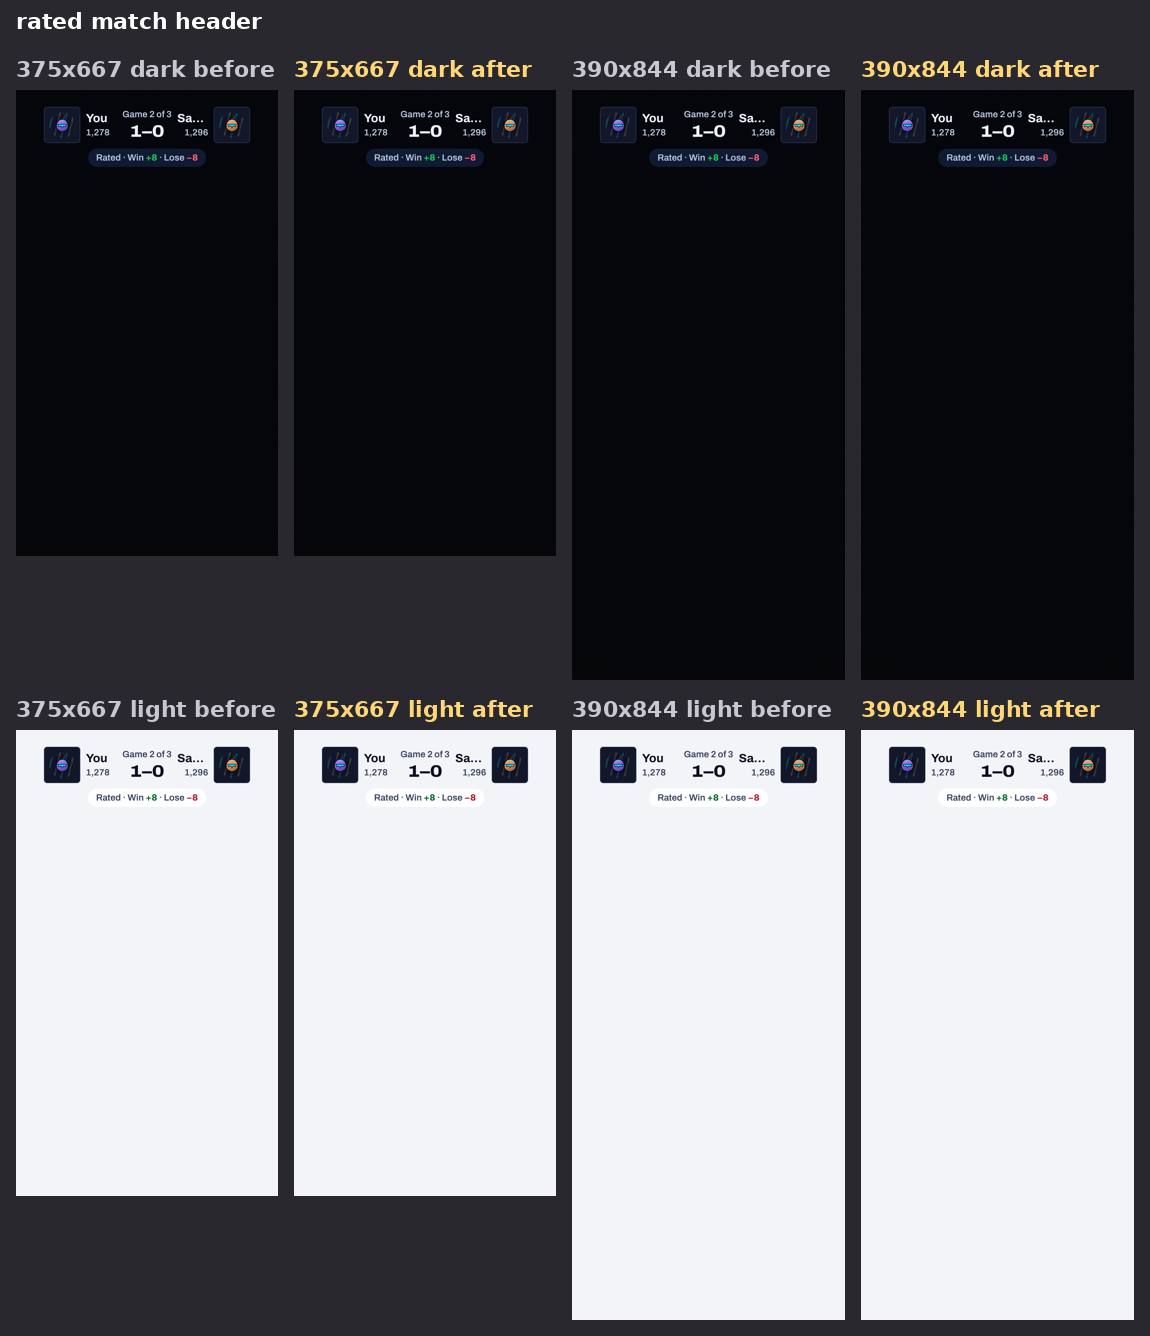 rated match header
375x667 dark before
375x667 dark after
390x844 dark before
390x844 dark after
You Game 2 of 3 Sa...
1,278 1–0 1,296
Rated · Win +8 · Lose −8
You Game 2 of 3 Sa...
1,278 1–0 1,296
Rated · Win +8 · Lose −8
You Game 2 of 3 Sa...
1,278 1–0 1,296
Rated · Win +8 · Lose −8
You Game 2 of 3 Sa...
1,278 1–0 1,296
Rated · Win +8 · Lose −8
375x667 light before
375x667 light after
390x844 light before
390x844 light after
You Game 2 of 3 Sa...
1,278 1–0 1,296
Rated · Win +8 · Lose −8
You Game 2 of 3 Sa...
1,278 1–0 1,296
Rated · Win +8 · Lose −8
You Game 2 of 3 Sa...
1,278 1–0 1,296
Rated · Win +8 · Lose −8
You Game 2 of 3 Sa...
1,278 1–0 1,296
Rated · Win +8 · Lose −8